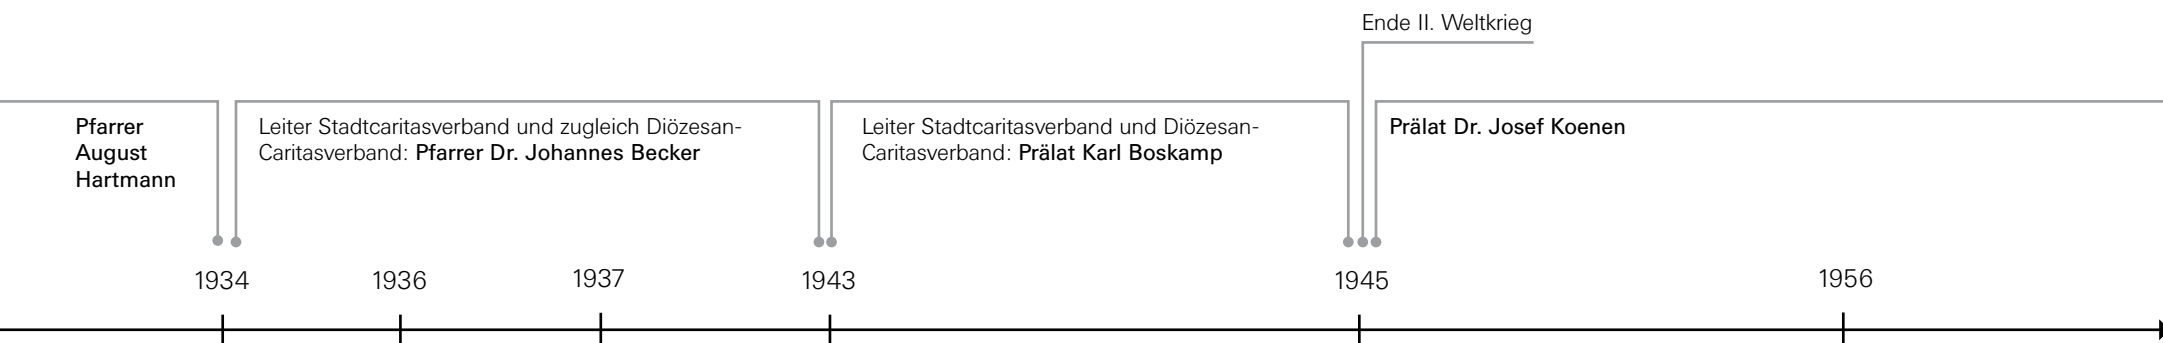 Ende II. Weltkrieg
Pfarrer
August
Hartmann
Leiter Stadtcaritasverband und zugleich Diözesan-
Caritasverband: Pfarrer Dr. Johannes Becker
Leiter Stadtcaritasverband und Diözesan-
Caritasverband: Prälat Karl Boskamp
Prälat Dr. Josef Koenen
1934
1936
1937
1943
1945
1956